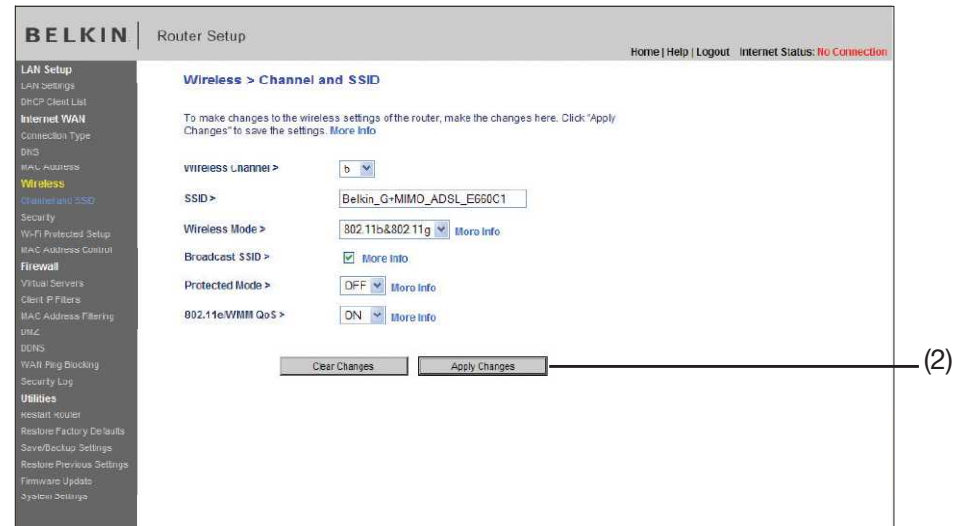 BELKIN
Router Setup
Home | Help | Logout Internet Status: No Connection
LAN Setup
LAN Settings
DHCP Client List
Internet WAN
Connection Type
DNS
MAC Address
Wireless
Channel and SSID
Security
Wi-Fi Protected Setup
MAC Address Control
Firewall
Virtual Servers
Client IP Filters
MAC Address Filtering
DMZ
DDNS
WAN Ping Blocking
Security Log
Utilities
Restart Router
Restore Factory Defaults
Save/Backup Settings
Restore Previous Settings
Firmware Update
System Settings
Wireless > Channel and SSID
To make changes to the wireless settings of the router, make the changes here. Click "Apply
Changes" to save the settings. More Info
Wireless Channel > 6
SSID > Belkin_G+MIMO_ADSL_E660C1
Wireless Mode > 802.11b&802.11g More Info
Broadcast SSID > More Info
Protected Mode > OFF More Info
802.11e/WMM QoS > ON More Info
Clear Changes Apply Changes
(2)